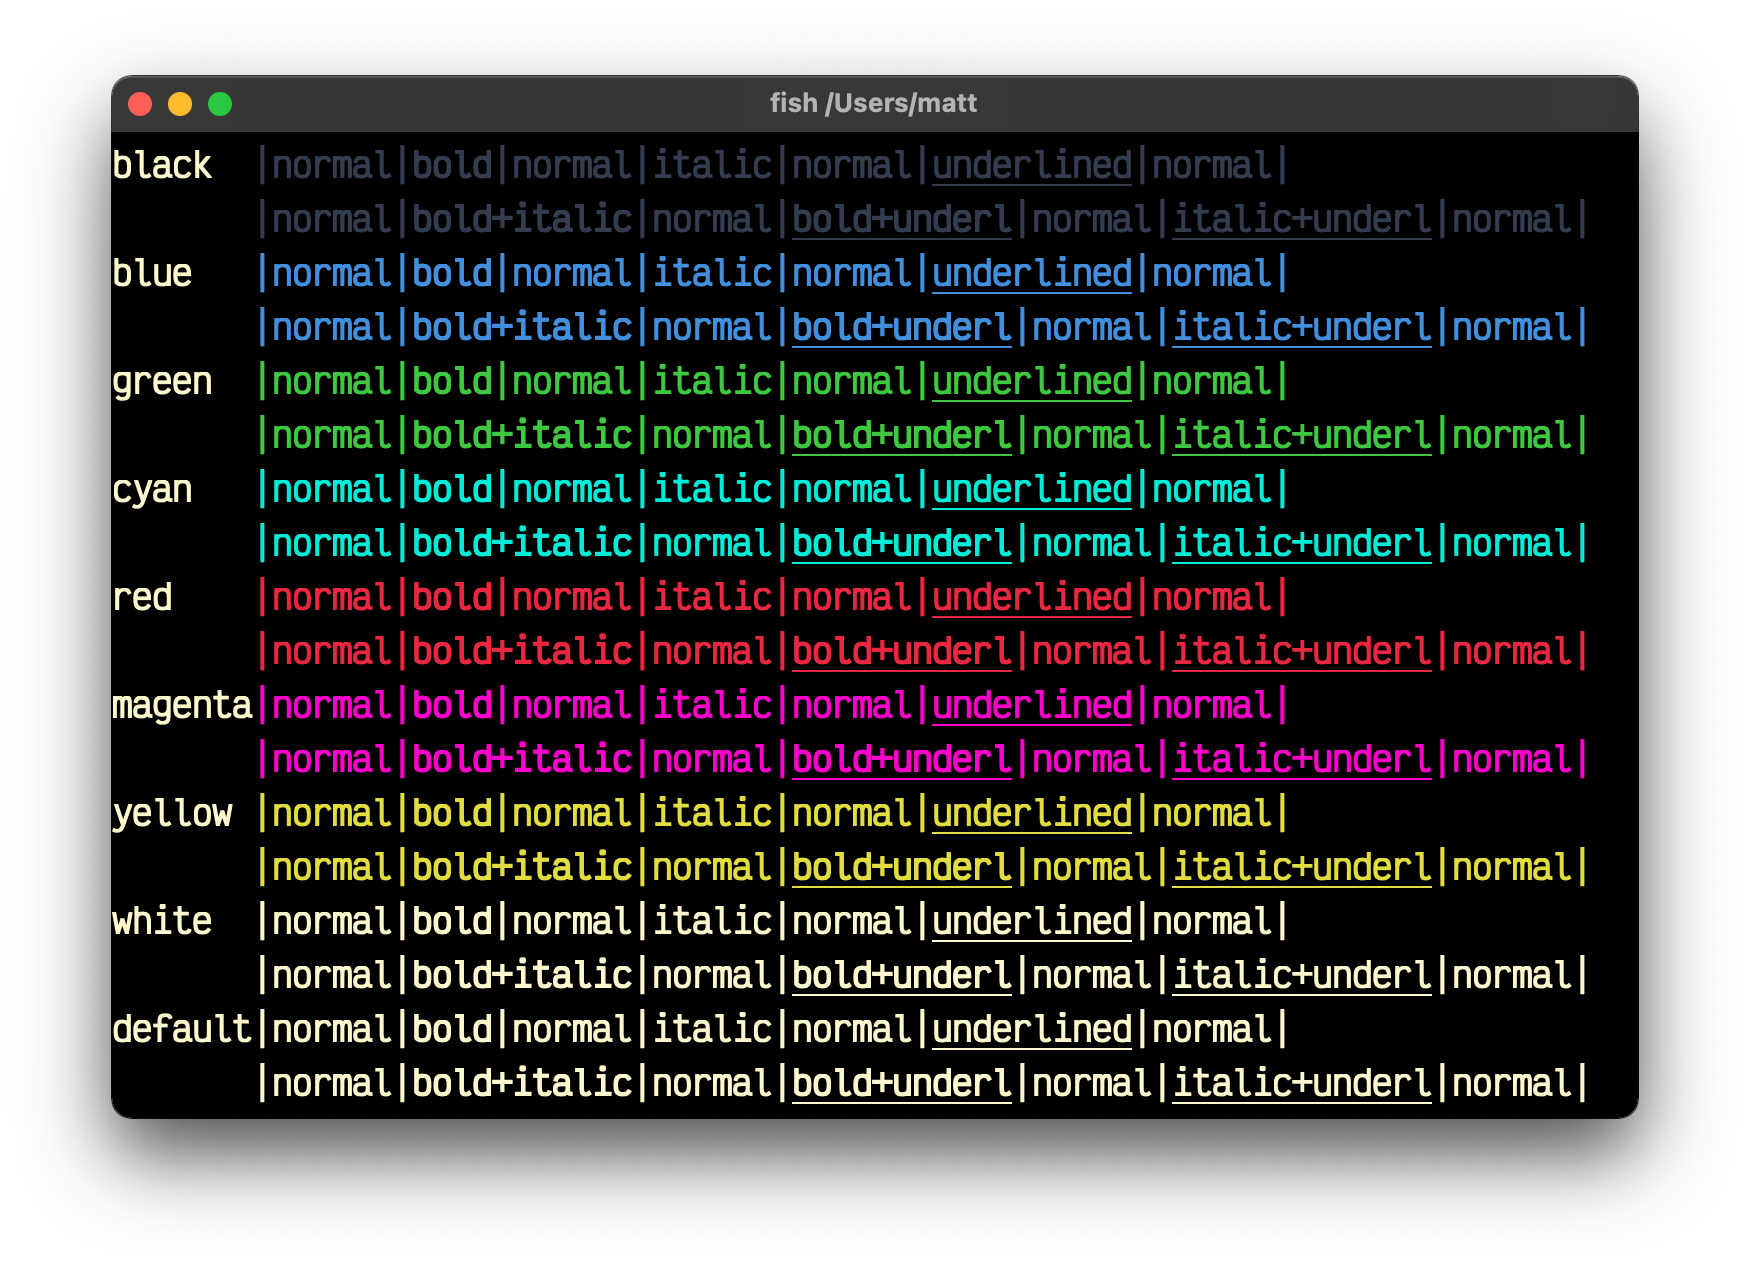 fish /Users/matt
black  |normal|bold|normal|italic|normal|underlined|normal|
       |normal|bold+italic|normal|bold+underl|normal|italic+underl|normal|
blue   |normal|bold|normal|italic|normal|underlined|normal|
       |normal|bold+italic|normal|bold+underl|normal|italic+underl|normal|
green  |normal|bold|normal|italic|normal|underlined|normal|
       |normal|bold+italic|normal|bold+underl|normal|italic+underl|normal|
cyan   |normal|bold|normal|italic|normal|underlined|normal|
       |normal|bold+italic|normal|bold+underl|normal|italic+underl|normal|
red    |normal|bold|normal|italic|normal|underlined|normal|
       |normal|bold+italic|normal|bold+underl|normal|italic+underl|normal|
magenta|normal|bold|normal|italic|normal|underlined|normal|
       |normal|bold+italic|normal|bold+underl|normal|italic+underl|normal|
yellow |normal|bold|normal|italic|normal|underlined|normal|
       |normal|bold+italic|normal|bold+underl|normal|italic+underl|normal|
white  |normal|bold|normal|italic|normal|underlined|normal|
       |normal|bold+italic|normal|bold+underl|normal|italic+underl|normal|
default|normal|bold|normal|italic|normal|underlined|normal|
       |normal|bold+italic|normal|bold+underl|normal|italic+underl|normal|